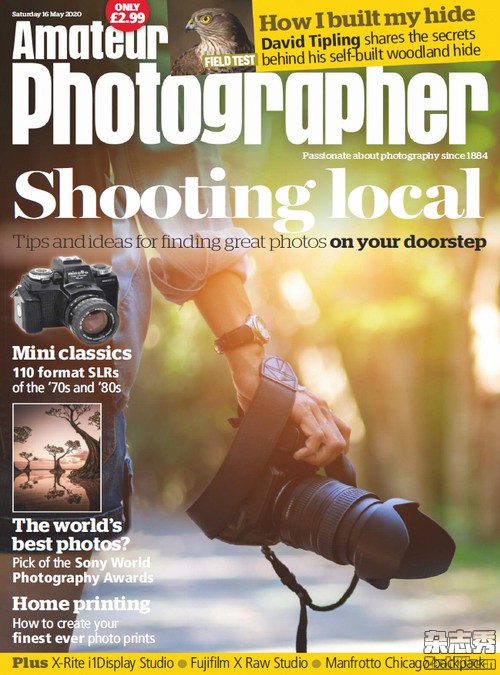 Saturday 16 May 2020
ONLY
£2.99
Amateur
Photographer
FIELD TEST
How I built my hide
David Tipling shares the secrets
behind his self-built woodland hide
Passionate about photography since 1884
Shooting local
Tips and ideas for finding great photos on your doorstep
Mini classics
110 format SLRs
of the ’70s and ’80s
The world’s
best photos?
Pick of the Sony World
Photography Awards
Home printing
How to create your
finest ever photo prints
杂志秀
Plus X-Rite i1Display Studio ● Fujifilm X Raw Studio ● Manfrotto Chicago backpack